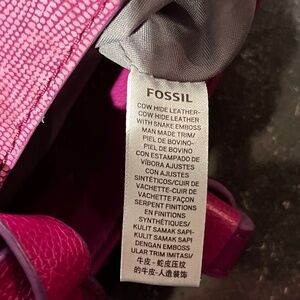 FOSSIL
COW HIDE LEATHER-
COW HIDE LEATHER
WITH SNAKE EMBOSS
MAN MADE TRIM/
PIEL DE BOVINO-
PIEL DE BOVINO
CON ESTAMPADO DE
VÍBORA AJUSTES
CON AJUSTES
SINTÉTICOS/CUIR DE
VACHETTE-CUIR DE
VACHETTE FAÇON
SERPENT FINITIONS
EN FINITIONS
SYNTHÉTIQUES/
KULIT SAMAK SAPI-
KULIT SAMAK SAPI
DENGAN EMBOSS
ULAR TRIM IMITASI/
牛皮-蛇皮压纹
的牛皮-人造装饰